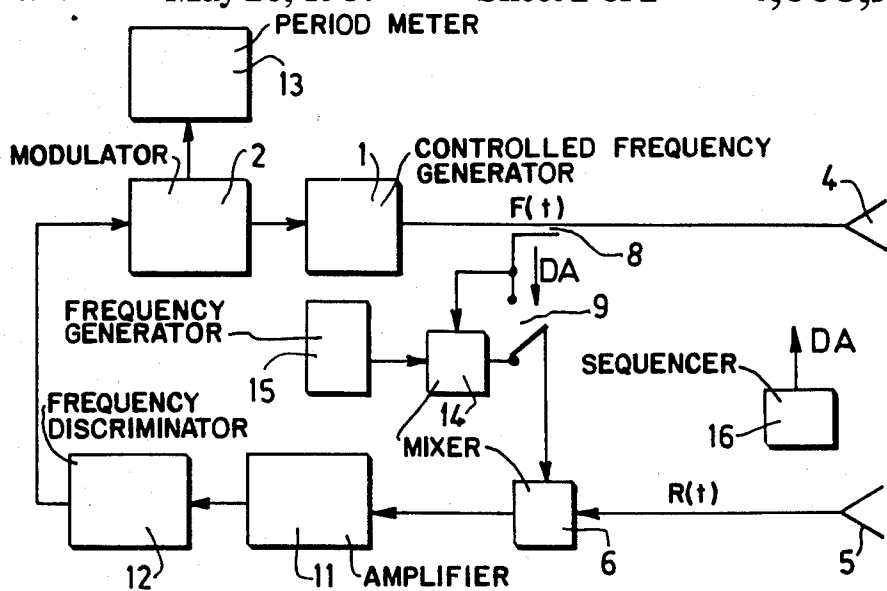 PERIOD METER
13
MODULATOR
2
1
CONTROLLED FREQUENCY
GENERATOR
F(t)
4
8
DA
9
FREQUENCY
GENERATOR
15
14
MIXER
SEQUENCER
DA
16
FREQUENCY
DISCRIMINATOR
12
11
AMPLIFIER
6
R(t)
5